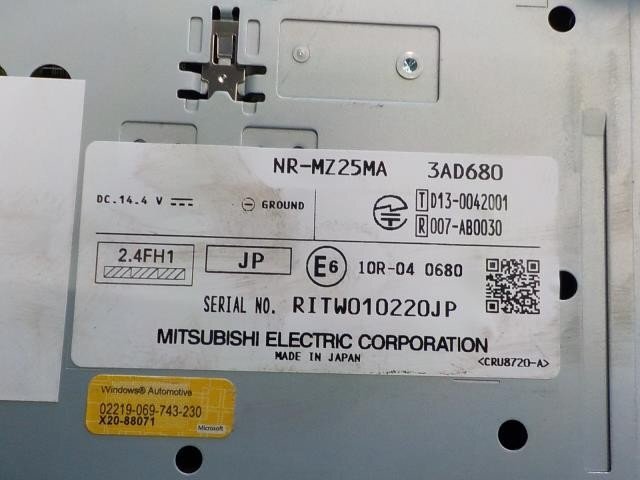 NR-MZ25MA 3AD680
DC.14.4 V
GROUND
T D13-0042001
R 007-AB0030
2.4FH1
JP
E6
10R-04 0680
SERIAL NO. RITW010220JP
MITSUBISHI ELECTRIC CORPORATION
MADE IN JAPAN
<CRU8720-A>
Windows® Automotive
02219-069-743-230
X20-88071
Microsoft